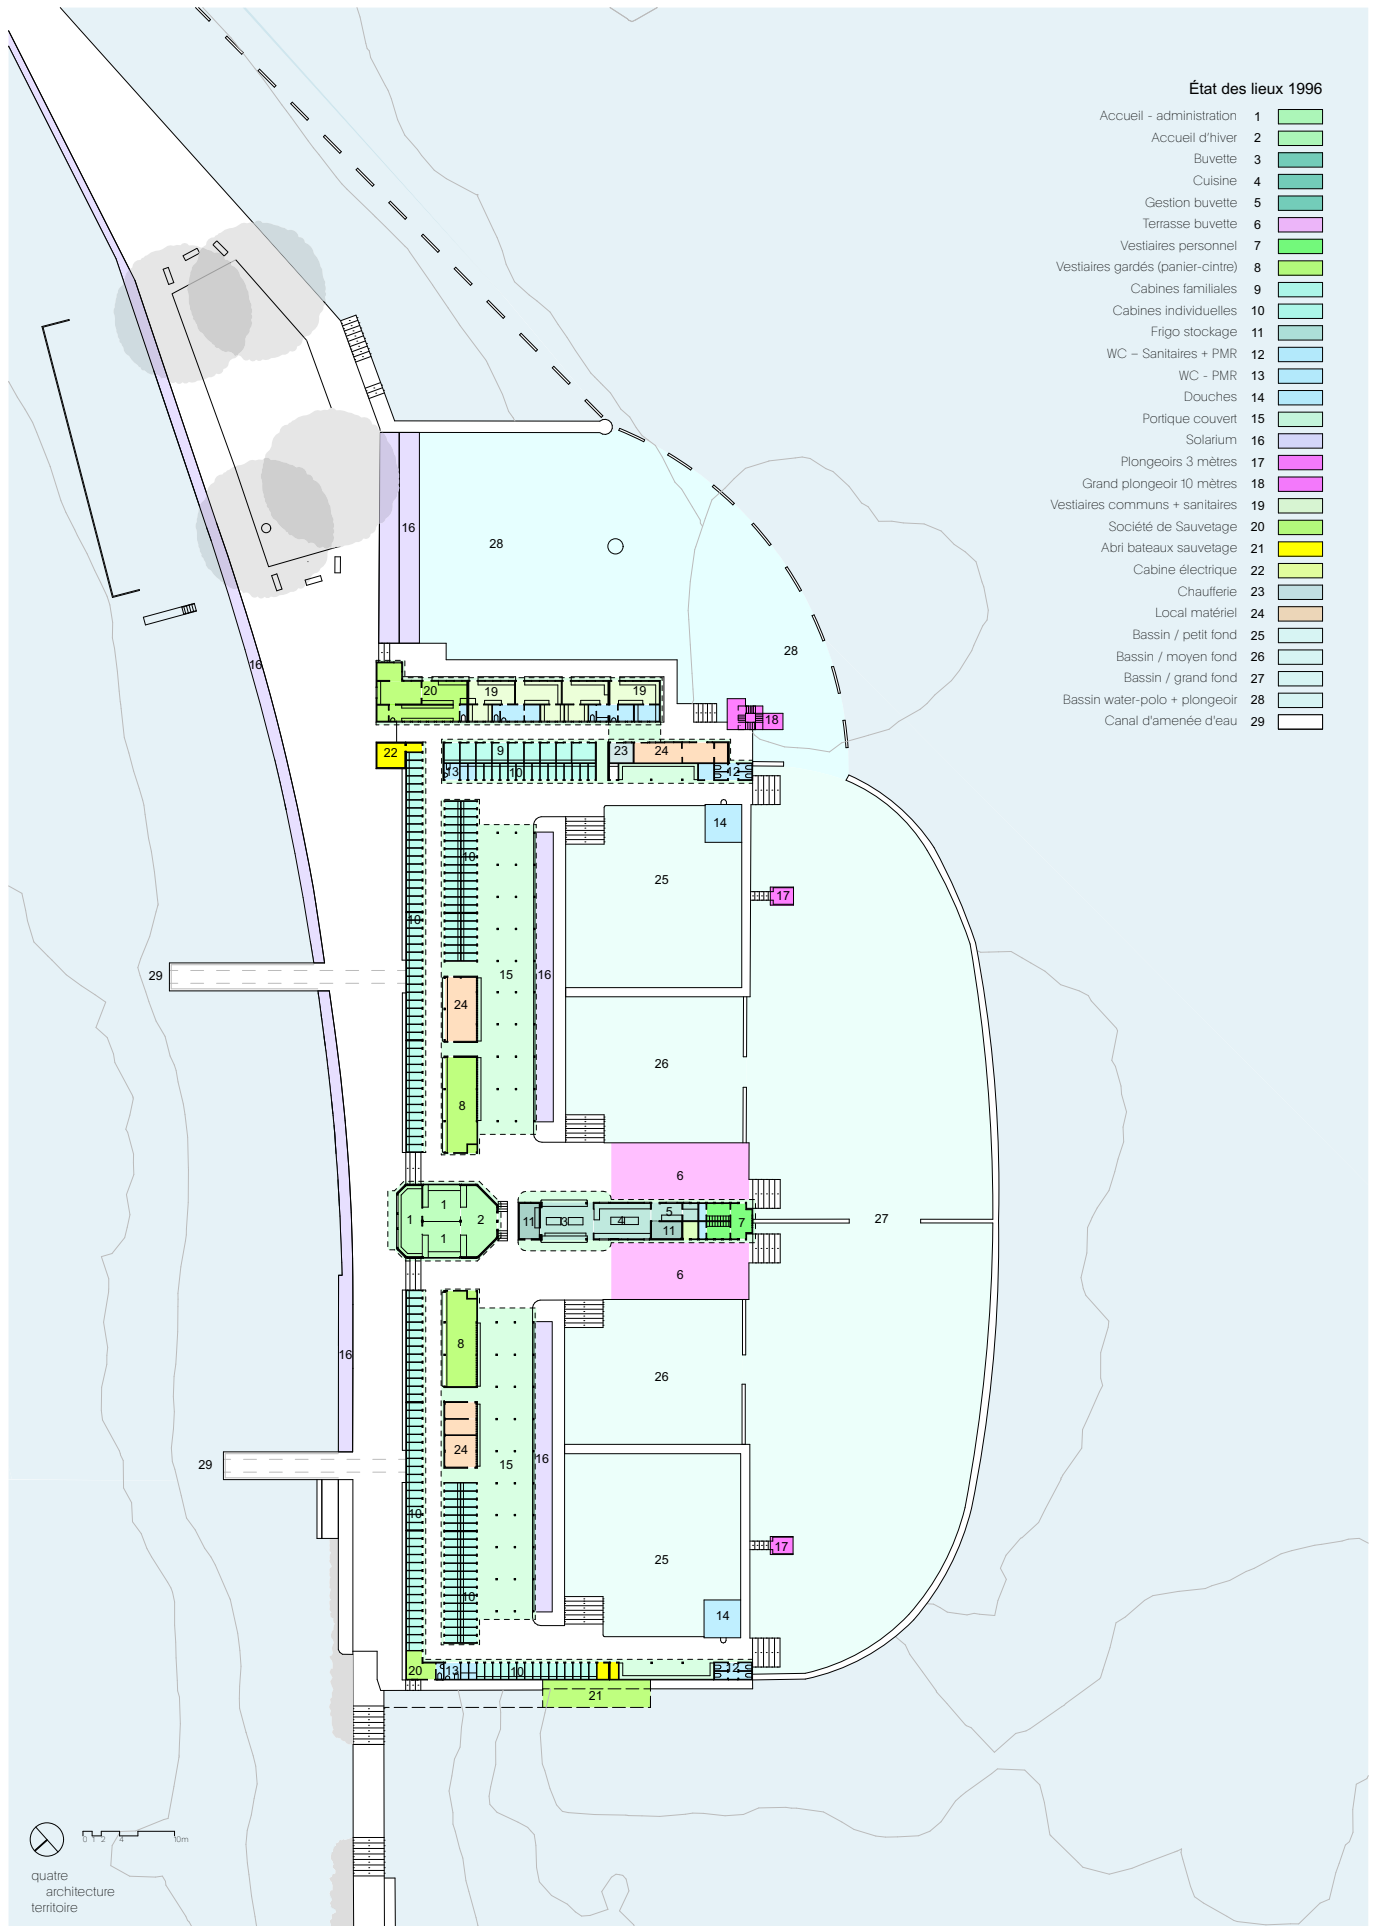 État des lieux 1996
Accueil - administration 1
Accueil d'hiver 2
Buvette 3
Cuisine 4
Gestion buvette 5
Terrasse buvette 6
Vestiaires personnel 7
Vestiaires gardés (panier-cintre) 8
Cabines familiales 9
Cabines individuelles 10
Frigo stockage 11
WC – Sanitaires + PMR 12
WC - PMR 13
Douches 14
Portique couvert 15
Solarium 16
Plongeoirs 3 mètres 17
Grand plongeoir 10 mètres 18
Vestiaires communs + sanitaires 19
Société de Sauvetage 20
Abri bateaux sauvetage 21
Cabine électrique 22
Chaufferie 23
Local matériel 24
Bassin / petit fond 25
Bassin / moyen fond 26
Bassin / grand fond 27
Bassin water-polo + plongeoir 28
Canal d'amenée d'eau 29
16
28
28
16
20 19 19
18
22 9 23 24
13 10 12
14
10
25
17
10
29 15 16
24
26
8
6
1
1 2 11 3 4 5 7 27
11
1
6
8
16
26
24
29 15 16
10
17
25
10
14
20 13 10 12
21
0 1 2 4 10m
quatre
architecture
territoire